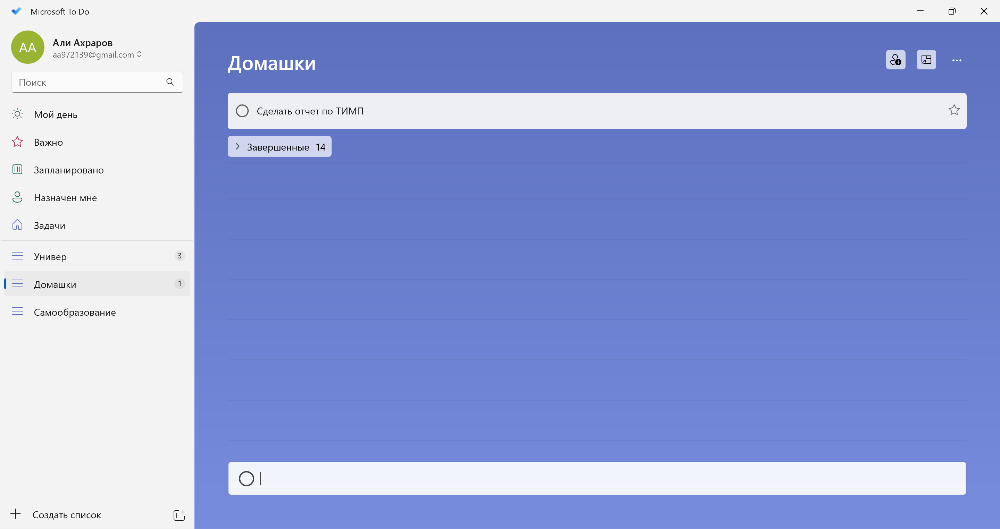 Microsoft To Do
AA
Али Ахраров
aa972139@gmail.com
Поиск
Мой день
Важно
Запланировано
Назначен мне
Задачи
Универ 3
Домашки 1
Самообразование
Создать список
Домашки
Сделать отчет по ТИМП
Завершенные 14